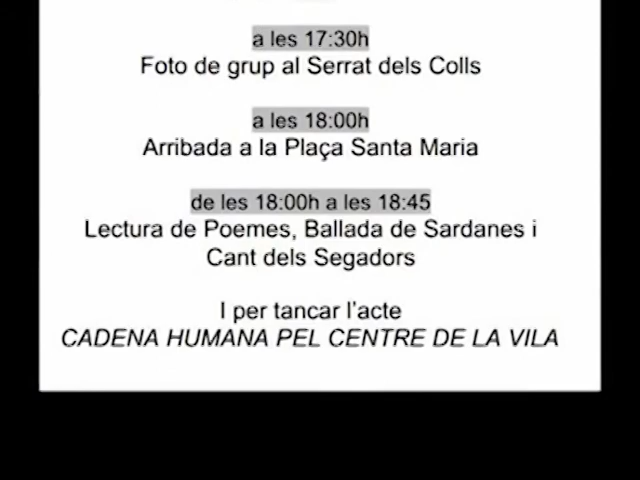 a les 17:30h
Foto de grup al Serrat dels Colls
a les 18:00h
Arribada a la Plaça Santa Maria
de les 18:00h a les 18:45
Lectura de Poemes, Ballada de Sardanes i
Cant dels Segadors
I per tancar l'acte
CADENA HUMANA PEL CENTRE DE LA VILA